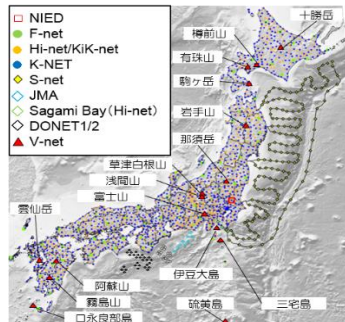 NIED
F-net
Hi-net/KiK-net
K-NET
S-net
JMA
Sagami Bay(Hi-net)
DONET1/2
V-net
十勝岳
樽前山
有珠山
駒ヶ岳
岩手山
那須岳
草津白根山
浅間山
富士山
雲仙岳
伊豆大島
阿蘇山
霧島山
硫黄島
三宅島
口永良部島